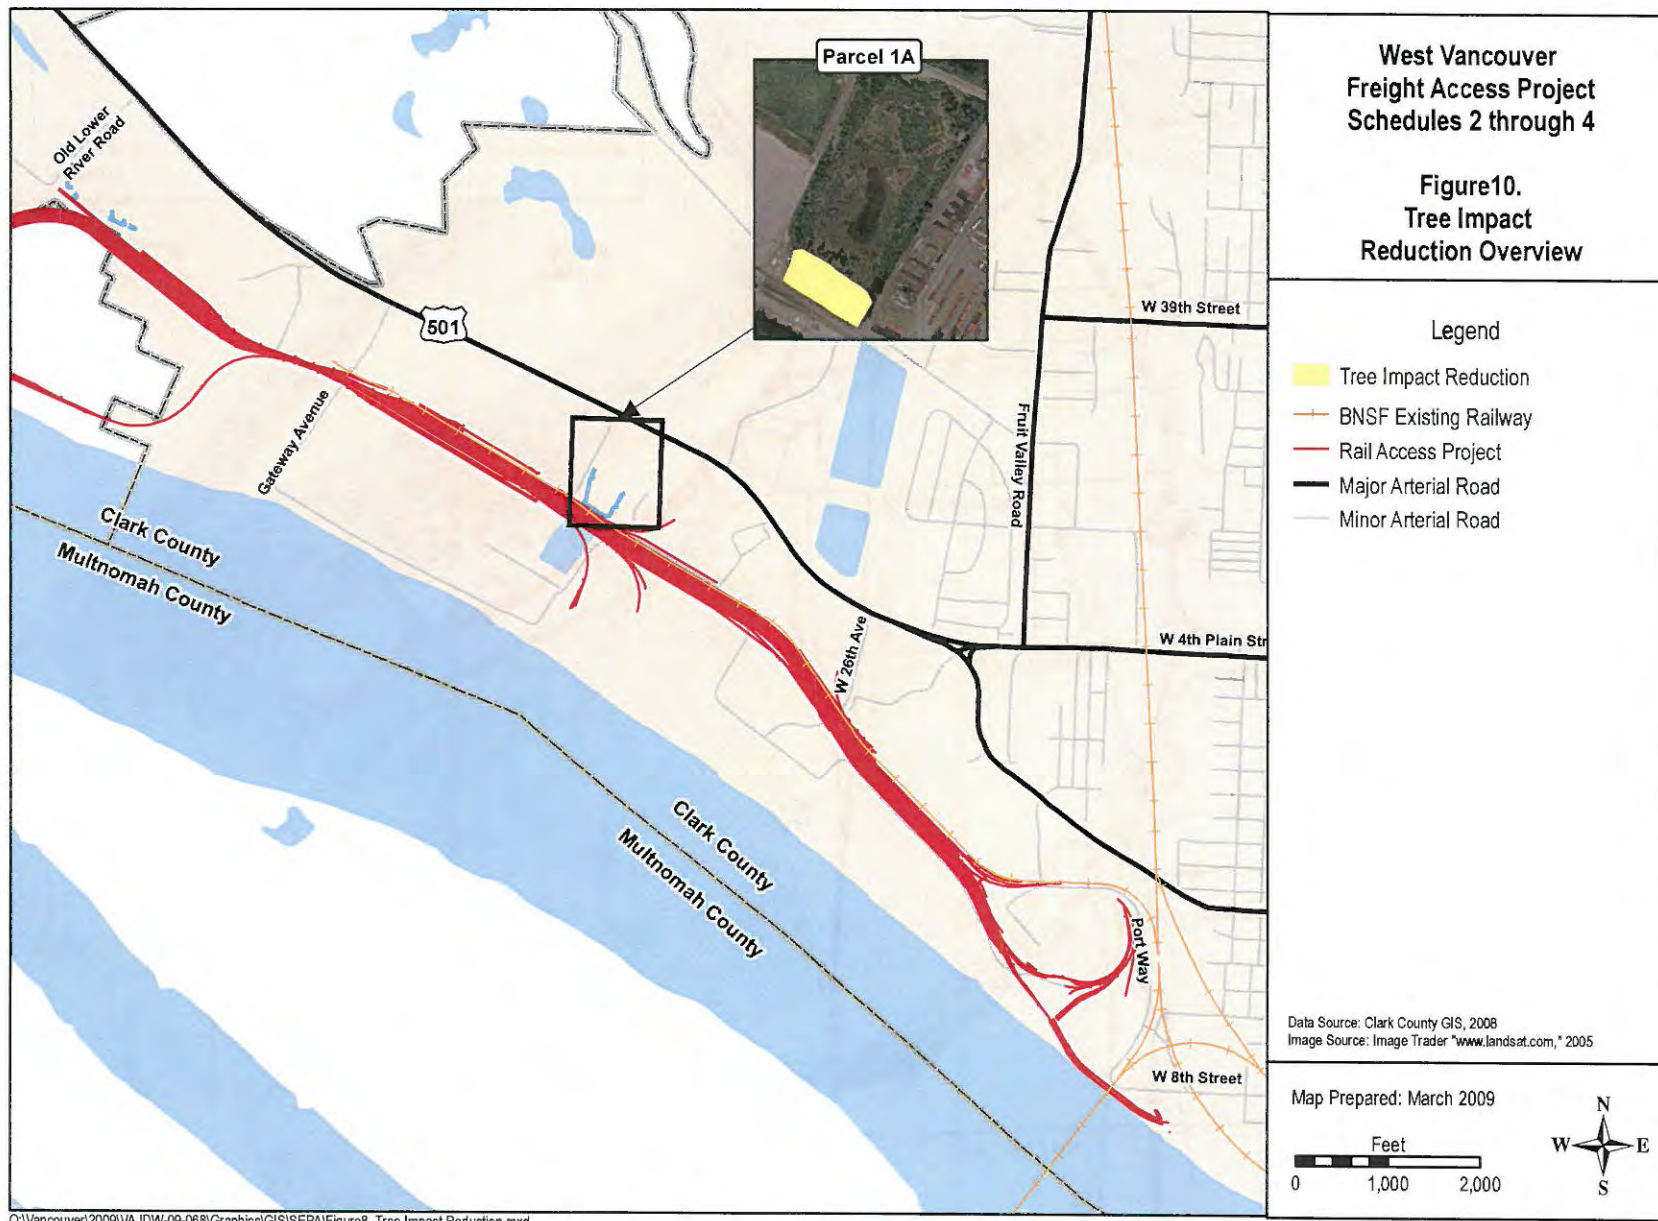 West Vancouver
Freight Access Project
Schedules 2 through 4
Figure10.
Tree Impact
Reduction Overview
Parcel 1A
Old Lower
River Road
501
W 39th Street
Fruit Valley Road
Gateway Avenue
Clark County
Multnomah County
W 26th Ave
W 4th Plain Str
Clark County
Multnomah County
Port Way
W 8th Street
Legend
Tree Impact Reduction
BNSF Existing Railway
Rail Access Project
Major Arterial Road
Minor Arterial Road
Data Source: Clark County GIS, 2008
Image Source: Image Trader "www.landsat.com," 2005
Map Prepared: March 2009
Feet
0 1,000 2,000
N
W E
S